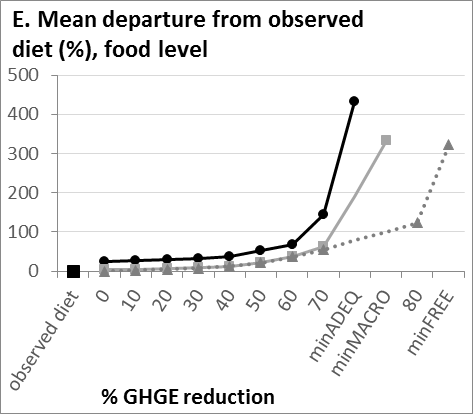 E. Mean departure from observed
diet (%), food level
500
400
300
200
100
0
observed diet
0
10
20
30
40
50
60
70
minADEQ
minMACRO
80
minFREE
% GHGE reduction